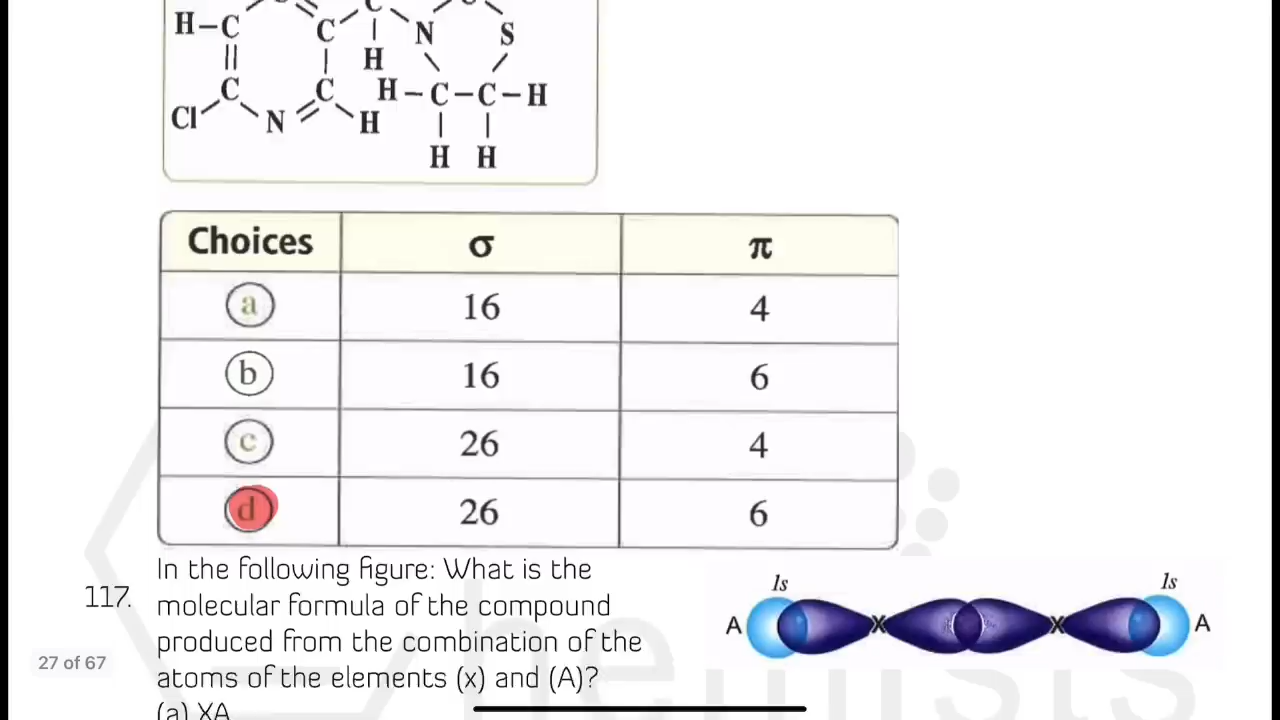 H–C C C N C S
H
Cl C N C H H–C–C–H
H H
Choices σ π
a 16 4
b 16 6
c 26 4
d 26 6
117. In the following figure: What is the
molecular formula of the compound
produced from the combination of the
atoms of the elements (x) and (A)?
(a) XA
1s 1s
A X X A
27 of 67